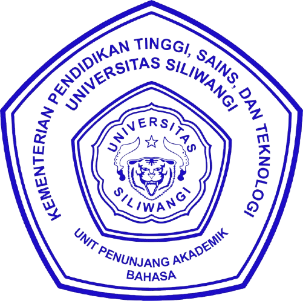 KEMENTERIAN PENDIDIKAN TINGGI, SAINS, DAN TEKNOLOGI
UNIVERSITAS SILIWANGI
UNIVERSITAS
SILIWANGI
UNIT PENUNJANG AKADEMIK
BAHASA